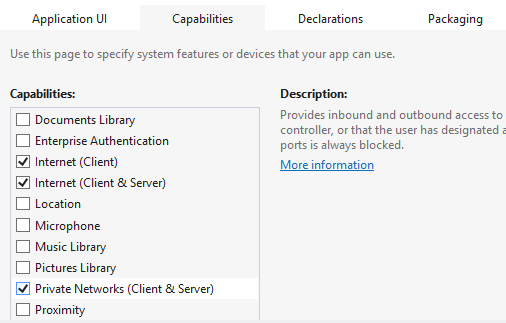 Application UI Capabilities Declarations Packaging
Use this page to specify system features or devices that your app can use.
Capabilities: Description:
Documents Library
Enterprise Authentication
Internet (Client)
Internet (Client & Server)
Location
Microphone
Music Library
Pictures Library
Private Networks (Client & Server)
Proximity
Provides inbound and outbound access to
controller, or that the user has designated a
ports is always blocked.
More information